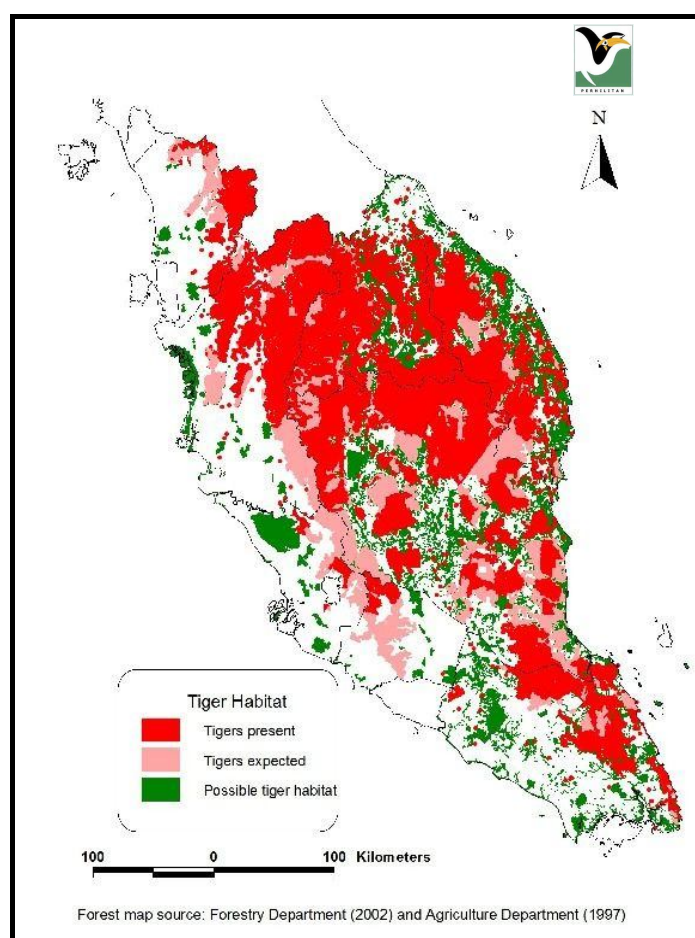 PERHILITAN
N
Tiger Habitat
Tigers present
Tigers expected
Possible tiger habitat
100 0 100 Kilometers
Forest map source: Forestry Department (2002) and Agriculture Department (1997)